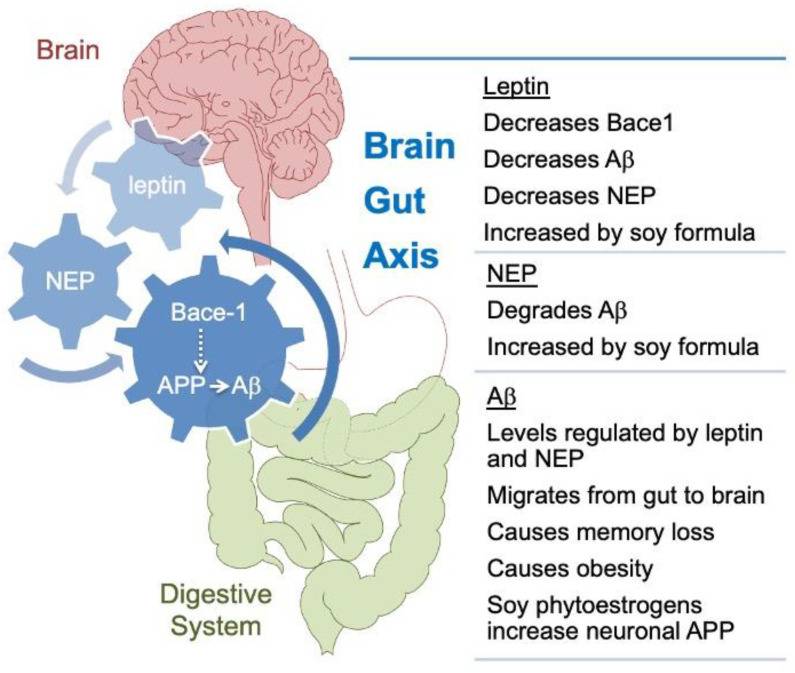 Brain
leptin
NEP
Bace-1
APP → Aβ
Digestive
System
Brain
Gut
Axis
Leptin
Decreases Bace1
Decreases Aβ
Decreases NEP
Increased by soy formula
NEP
Degrades Aβ
Increased by soy formula
Aβ
Levels regulated by leptin
and NEP
Migrates from gut to brain
Causes memory loss
Causes obesity
Soy phytoestrogens
increase neuronal APP